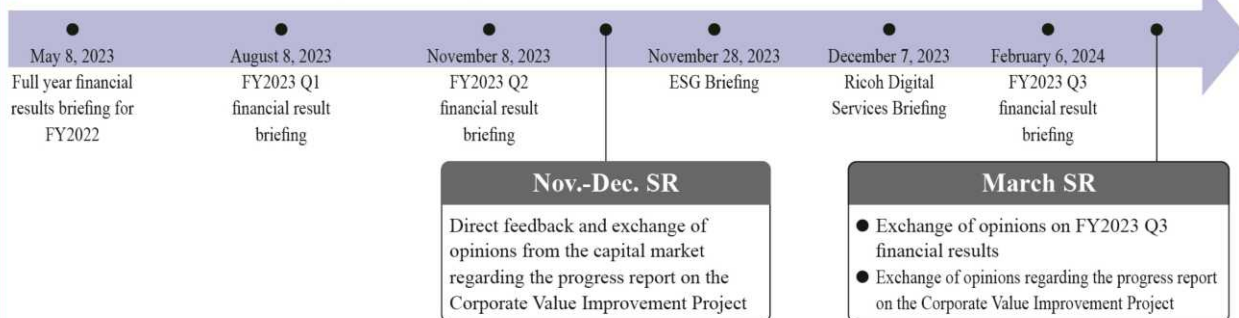 May 8, 2023
Full year financial
results briefing for
FY2022
August 8, 2023
FY2023 Q1
financial result
briefing
November 8, 2023
FY2023 Q2
financial result
briefing
November 28, 2023
ESG Briefing
December 7, 2023
Ricoh Digital
Services Briefing
February 6, 2024
FY2023 Q3
financial result
briefing
Nov.-Dec. SR
Direct feedback and exchange of
opinions from the capital market
regarding the progress report on the
Corporate Value Improvement Project
March SR
● Exchange of opinions on FY2023 Q3
financial results
● Exchange of opinions regarding the progress report
on the Corporate Value Improvement Project